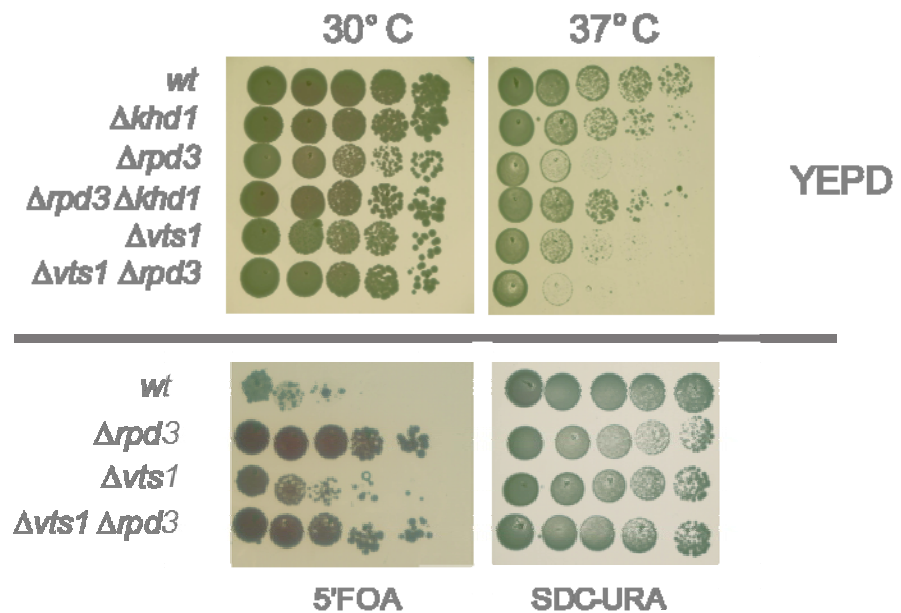 30° C 37° C
wt
Δkhd1
Δrpd3
Δrpd3 Δkhd1
Δvts1
Δvts1 Δrpd3
YEPD
wt
Δrpd3
Δvts1
Δvts1 Δrpd3
5'FOA SDC-URA